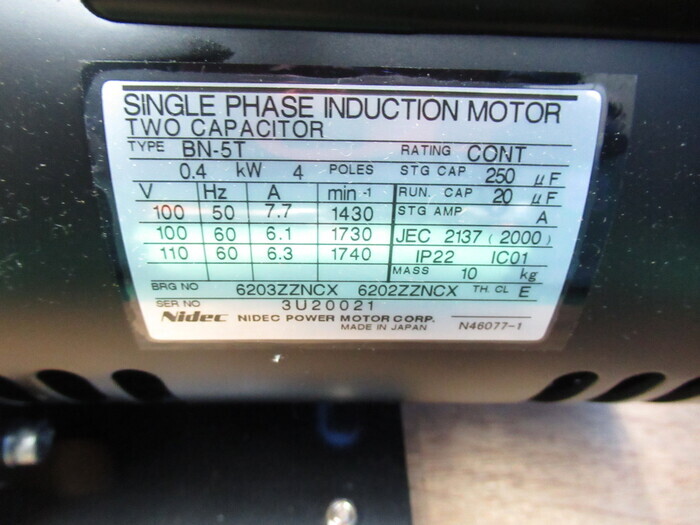 SINGLE PHASE INDUCTION MOTOR
TWO CAPACITOR
TYPE BN-5T RATING CONT
0.4 kW 4 POLES STG CAP 250 μF
V Hz A min -1 RUN. CAP 20 μF
100 50 7.7 1430 STG AMP A
100 60 6.1 1730 JEC 2137 (2000)
110 60 6.3 1740 IP22 IC01
MASS 10 kg
BRG NO 6203ZZNCX 6202ZZNCX TH. CL E
SER NO 3U20021
Nidec NIDEC POWER MOTOR CORP.
MADE IN JAPAN N46077-1